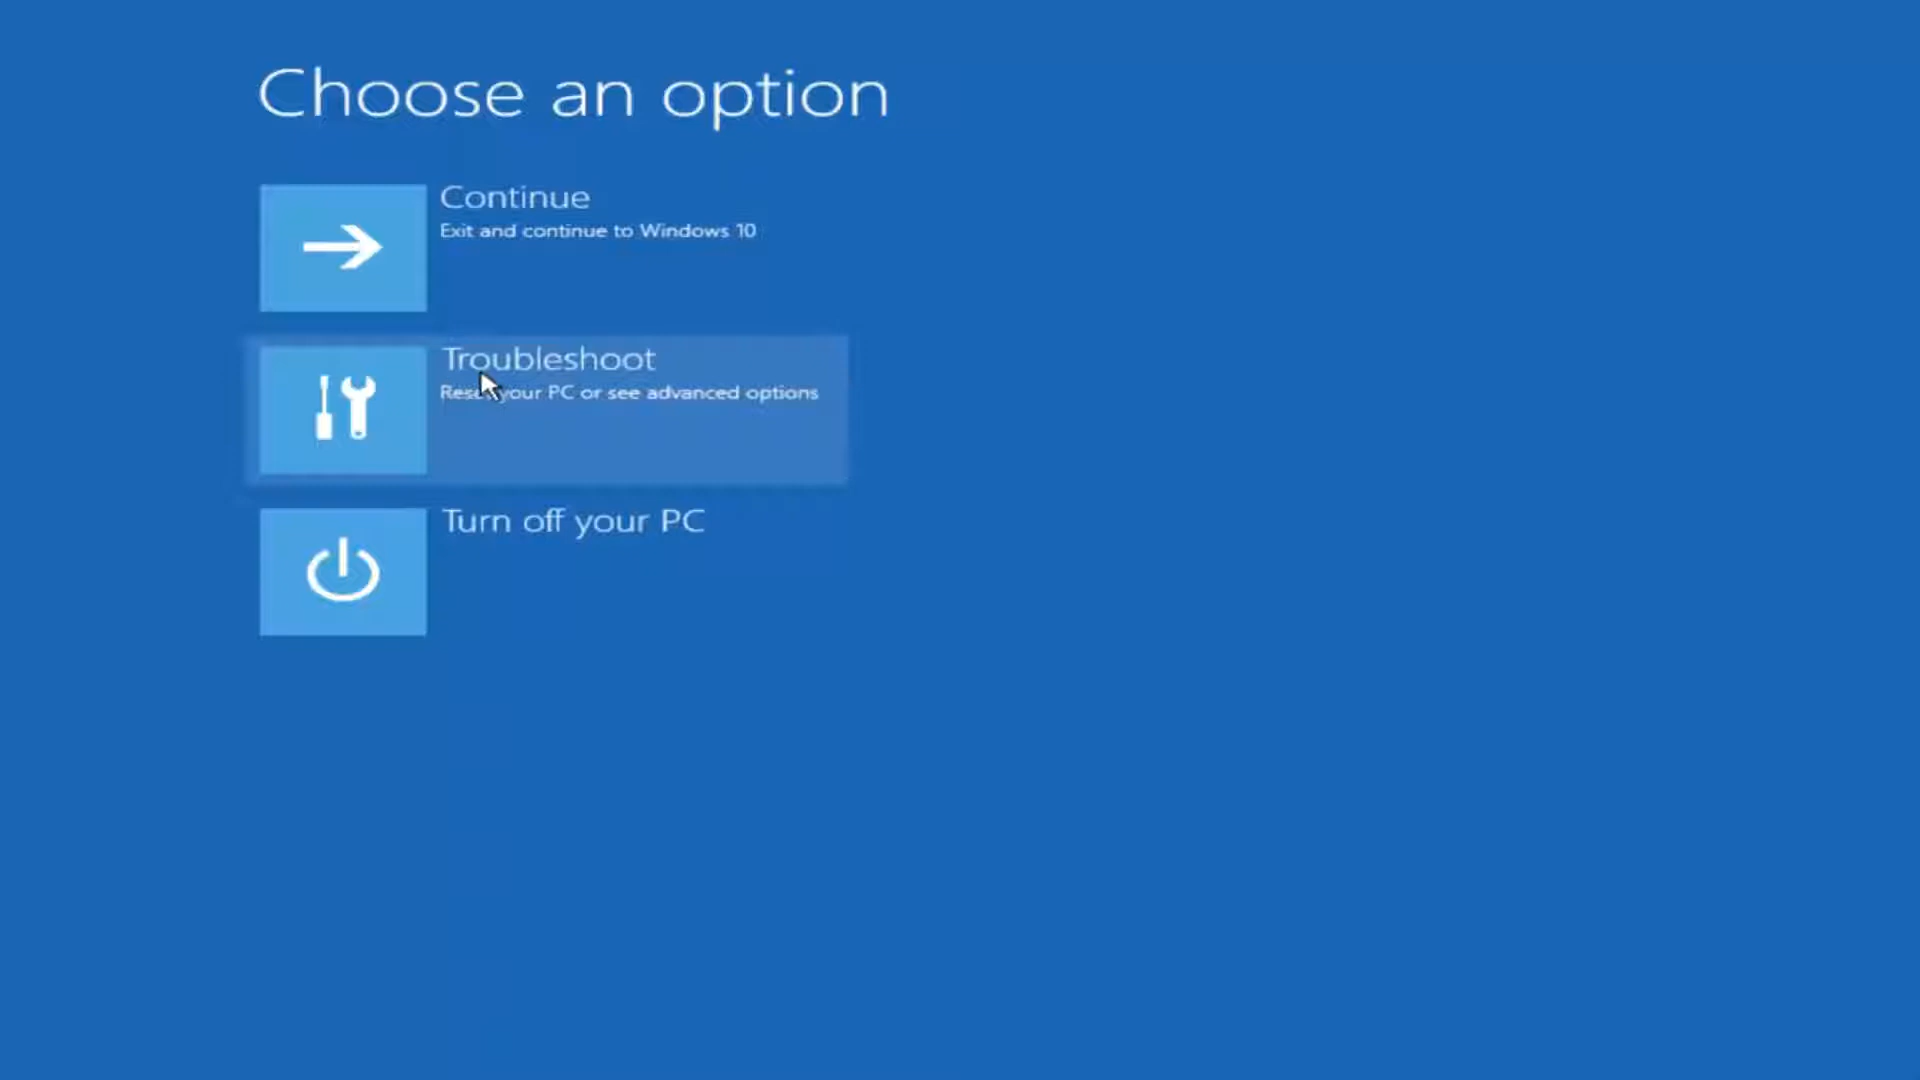 Choose an option
Continue
Exit and continue to Windows 10
Troubleshoot
your PC or see advanced options
Turn off your PC